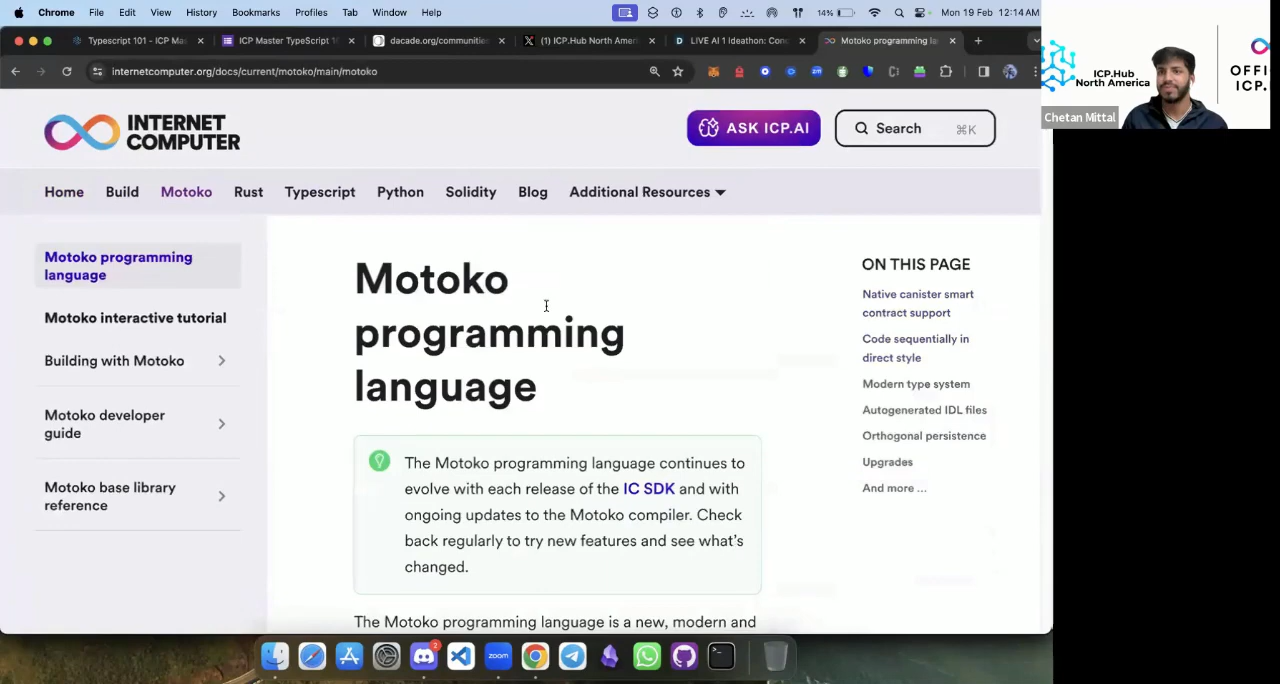 Chrome File Edit View History Bookmarks Profiles Tab Window Help 14% Mon 19 Feb 12:14 AM
Typescript 101 - ICP Ma
ICP Master TypeScript 1
dacade.org/communities
(1) ICP.Hub North Ameri
LIVE AI 1 Ideathon: Con
Motoko programming la
internetcomputer.org/docs/current/motoko/main/motoko
INTERNET
COMPUTER
ASK ICP.AI
Search ⌘K
Home Build Motoko Rust Typescript Python Solidity Blog Additional Resources
Motoko programming
language
Motoko interactive tutorial
Building with Motoko
Motoko developer
guide
Motoko base library
reference
Motoko
programming
language
The Motoko programming language continues to
evolve with each release of the IC SDK and with
ongoing updates to the Motoko compiler. Check
back regularly to try new features and see what's
changed.
The Motoko programming language is a new, modern and
ON THIS PAGE
Native canister smart
contract support
Code sequentially in
direct style
Modern type system
Autogenerated IDL files
Orthogonal persistence
Upgrades
And more ...
ICP.Hub
North America
OFFI
ICP.
Chetan Mittal
2
zoom